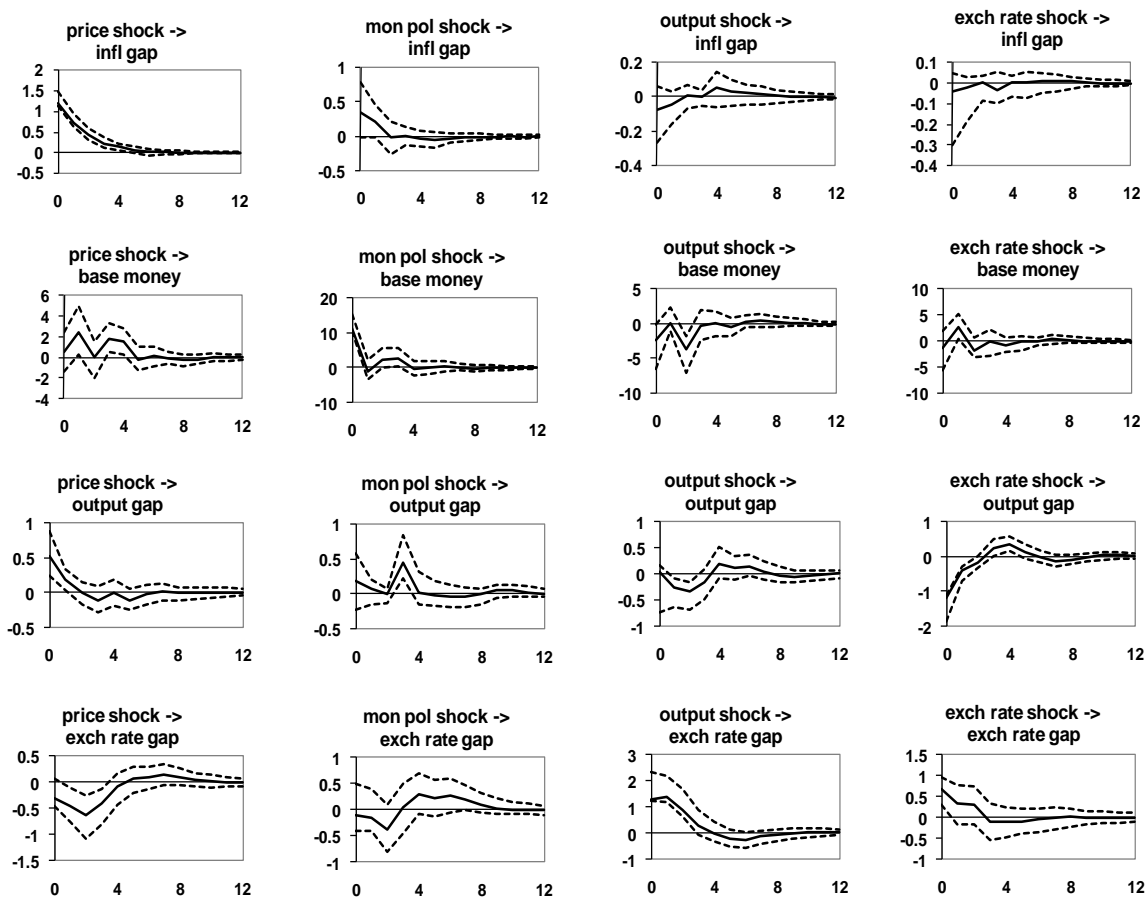 price shock ->
infl gap
2
1.5
1
0.5
0
-0.5
0 4 8 12
mon pol shock ->
infl gap
1
0.5
0
-0.5
0 4 8 12
output shock ->
infl gap
0.2
0
-0.2
-0.4
0 4 8 12
exch rate shock ->
infl gap
0.1
0
-0.1
-0.2
-0.3
-0.4
0 4 8 12
price shock ->
base money
6
4
2
0
-2
-4
0 4 8 12
mon pol shock ->
base money
20
10
0
-10
0 4 8 12
output shock ->
base money
5
0
-5
-10
0 4 8 12
exch rate shock ->
base money
10
5
0
-5
-10
0 4 8 12
price shock ->
output gap
1
0.5
0
-0.5
0 4 8 12
mon pol shock ->
output gap
1
0.5
0
-0.5
0 4 8 12
output shock ->
output gap
1
0.5
0
-0.5
-1
0 4 8 12
exch rate shock ->
output gap
1
0
-1
-2
0 4 8 12
price shock ->
exch rate gap
0.5
0
-0.5
-1
-1.5
0 4 8 12
mon pol shock ->
exch rate gap
1
0.5
0
-0.5
-1
0 4 8 12
output shock ->
exch rate gap
3
2
1
0
-1
0 4 8 12
exch rate shock ->
exch rate gap
1.5
1
0.5
0
-0.5
-1
0 4 8 12